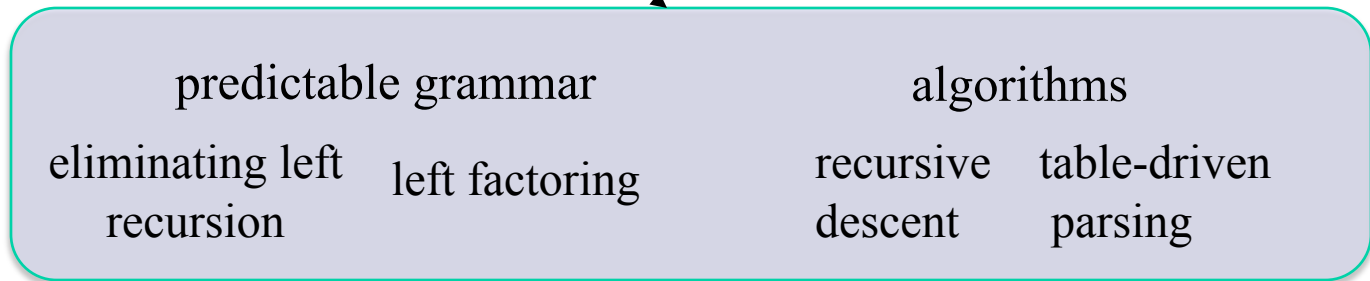 predictable grammar
eliminating left
recursion
left factoring
algorithms
recursive
descent
table-driven
parsing